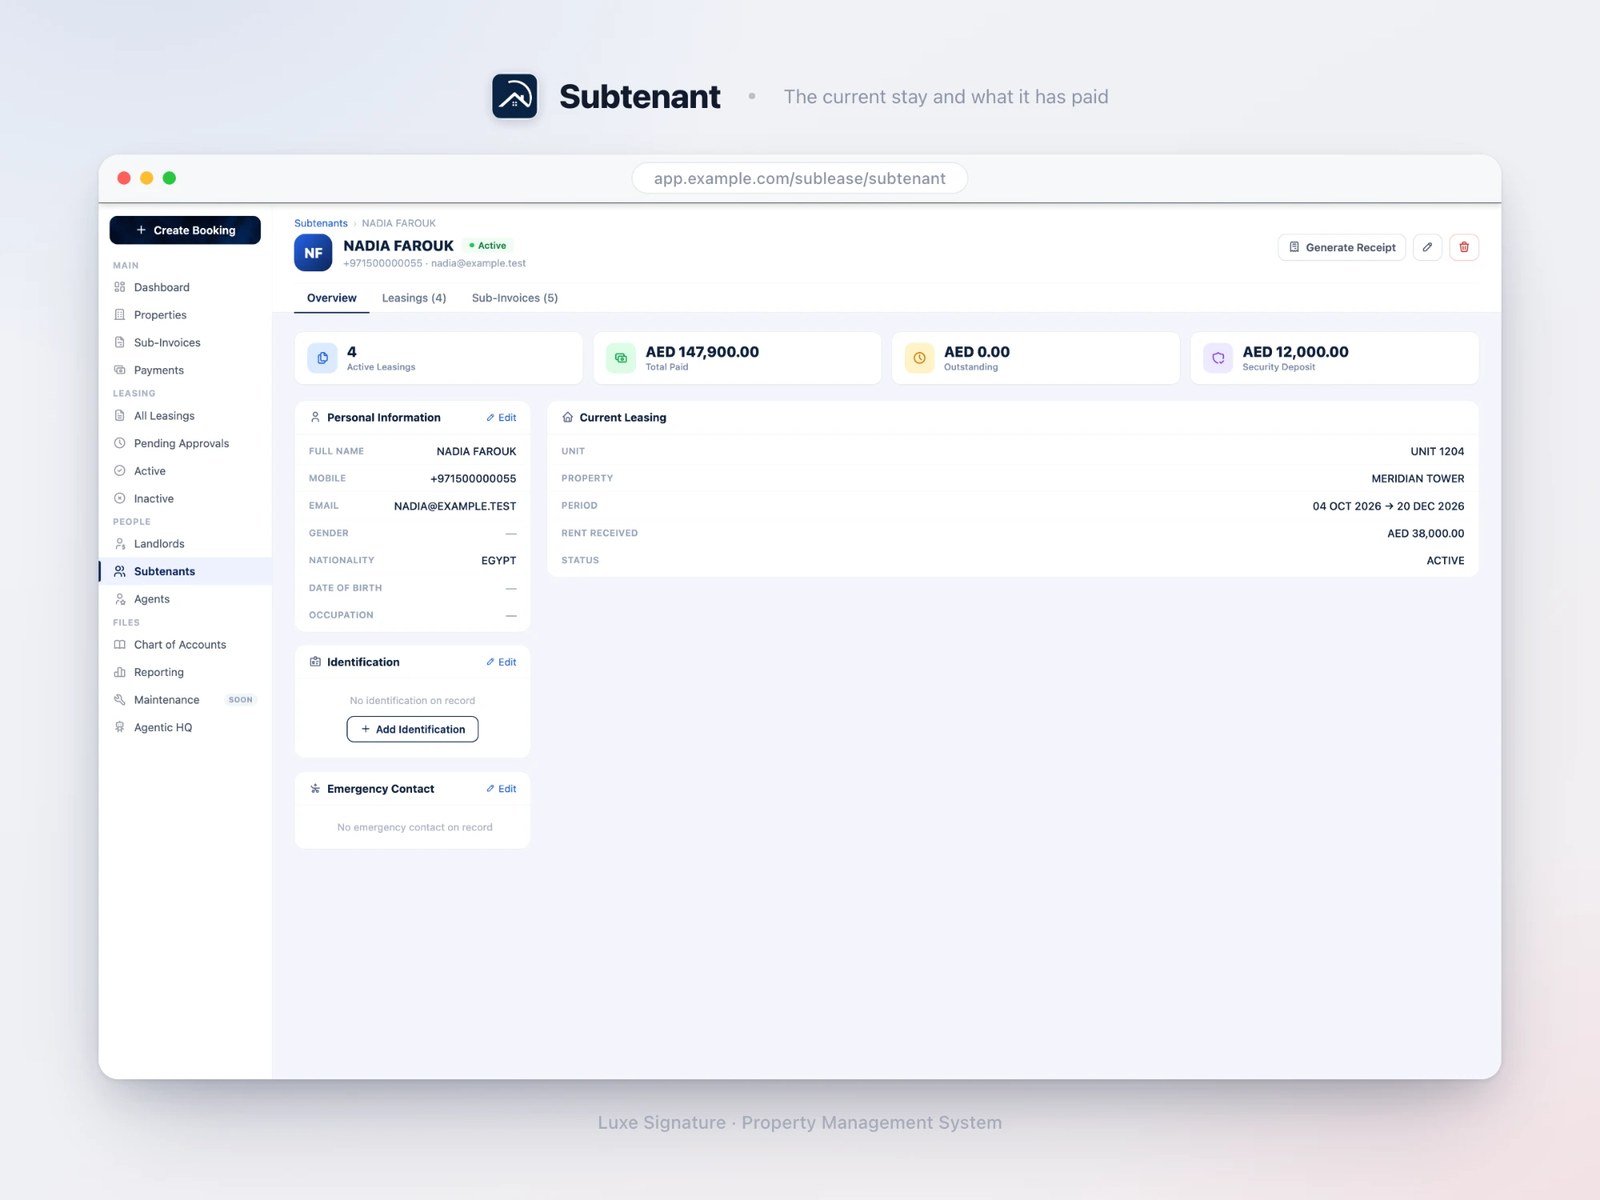 Subtenant • The current stay and what it has paid
app.example.com/sublease/subtenant
+ Create Booking
MAIN
Dashboard
Properties
Sub-Invoices
Payments
LEASING
All Leasings
Pending Approvals
Active
Inactive
PEOPLE
Landlords
Subtenants
Agents
FILES
Chart of Accounts
Reporting
Maintenance SOON
Agentic HQ
Subtenants › NADIA FAROUK
NF
NADIA FAROUK Active
+971500000055 · nadia@example.test
Generate Receipt
Overview Leasings (4) Sub-Invoices (5)
4
Active Leasings
AED 147,900.00
Total Paid
AED 0.00
Outstanding
AED 12,000.00
Security Deposit
Personal Information Edit
FULL NAME NADIA FAROUK
MOBILE +971500000055
EMAIL NADIA@EXAMPLE.TEST
GENDER —
NATIONALITY EGYPT
DATE OF BIRTH —
OCCUPATION —
Identification Edit
No identification on record
+ Add Identification
Emergency Contact Edit
No emergency contact on record
Current Leasing
UNIT UNIT 1204
PROPERTY MERIDIAN TOWER
PERIOD 04 OCT 2026 → 20 DEC 2026
RENT RECEIVED AED 38,000.00
STATUS ACTIVE
Luxe Signature · Property Management System